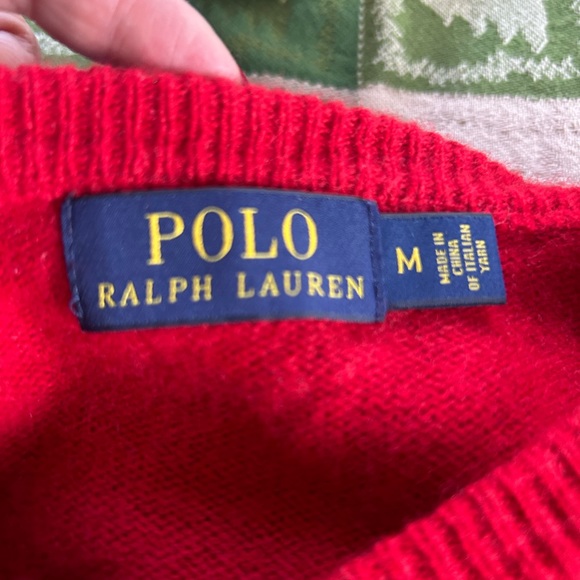 POLO
RALPH LAUREN
M
MADE IN
CHINA
OF ITALIAN
YARN